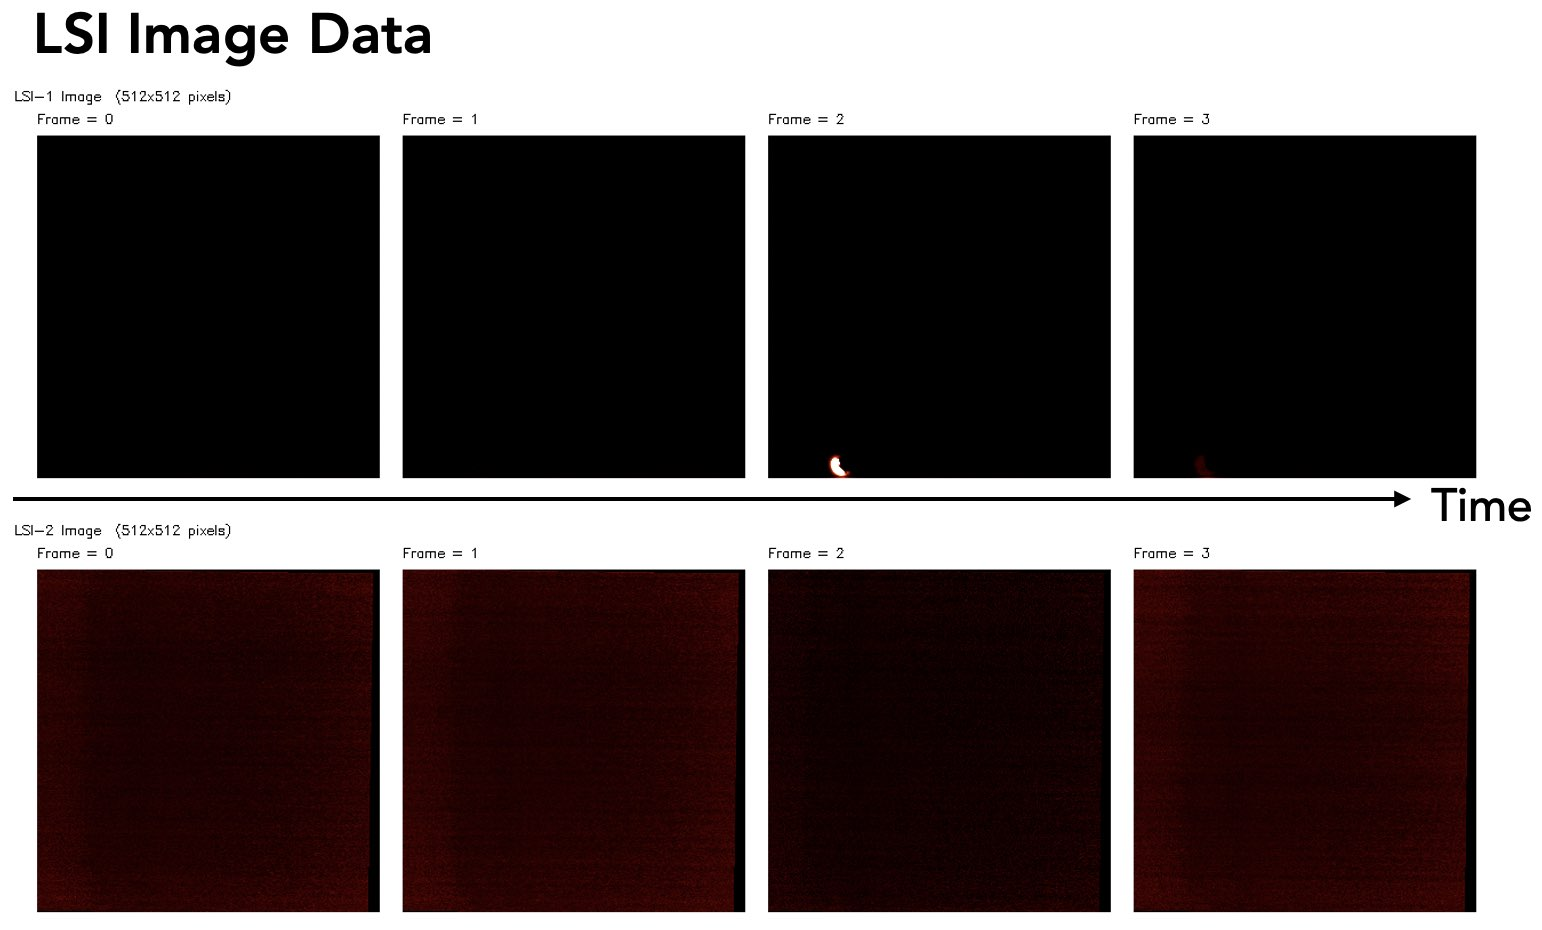 LSI Image Data
LSI-1 Image (512x512 pixels)
Frame = 0 Frame = 1 Frame = 2 Frame = 3
Time
LSI-2 Image (512x512 pixels)
Frame = 0 Frame = 1 Frame = 2 Frame = 3